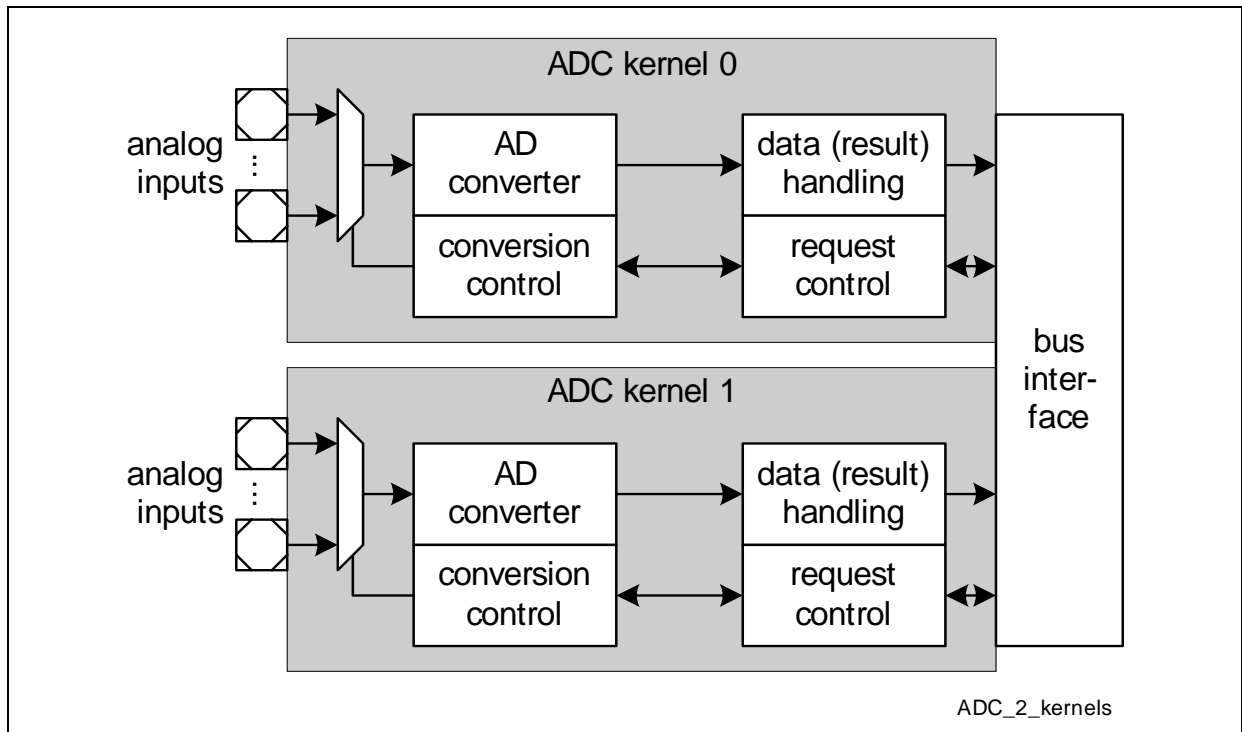 ADC kernel 0
analog
inputs
...
AD
converter
conversion
control
data (result)
handling
request
control
bus
inter-
face
ADC kernel 1
analog
inputs
...
AD
converter
conversion
control
data (result)
handling
request
control
ADC_2_kernels